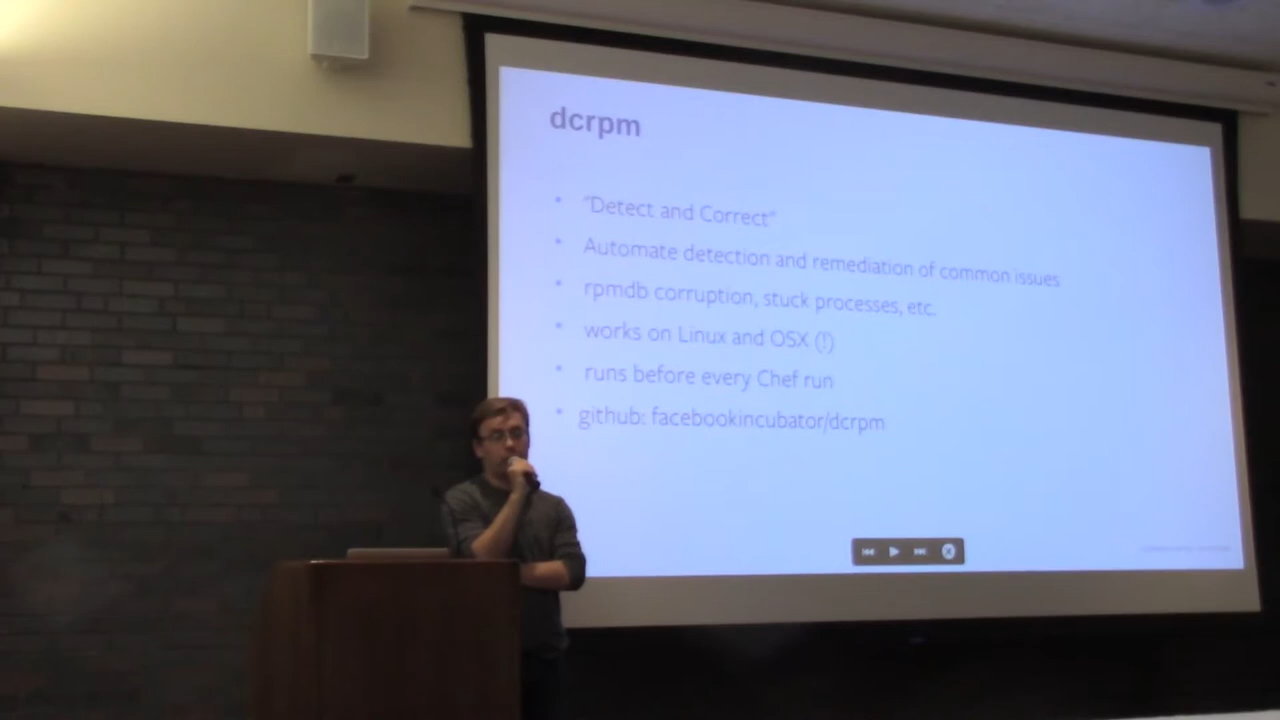 dcrpm
• "Detect and Correct"
• Automate detection and remediation of common issues
• rpmdb corruption, stuck processes, etc.
• works on Linux and OSX (!)
• runs before every Chef run
• github: facebookincubator/dcrpm